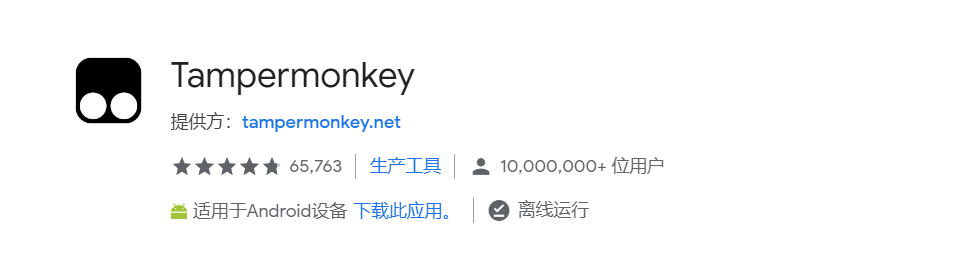 Tampermonkey
提供方：tampermonkey.net
65,763 生产工具 10,000,000+ 位用户
适用于Android设备 下载此应用。 离线运行